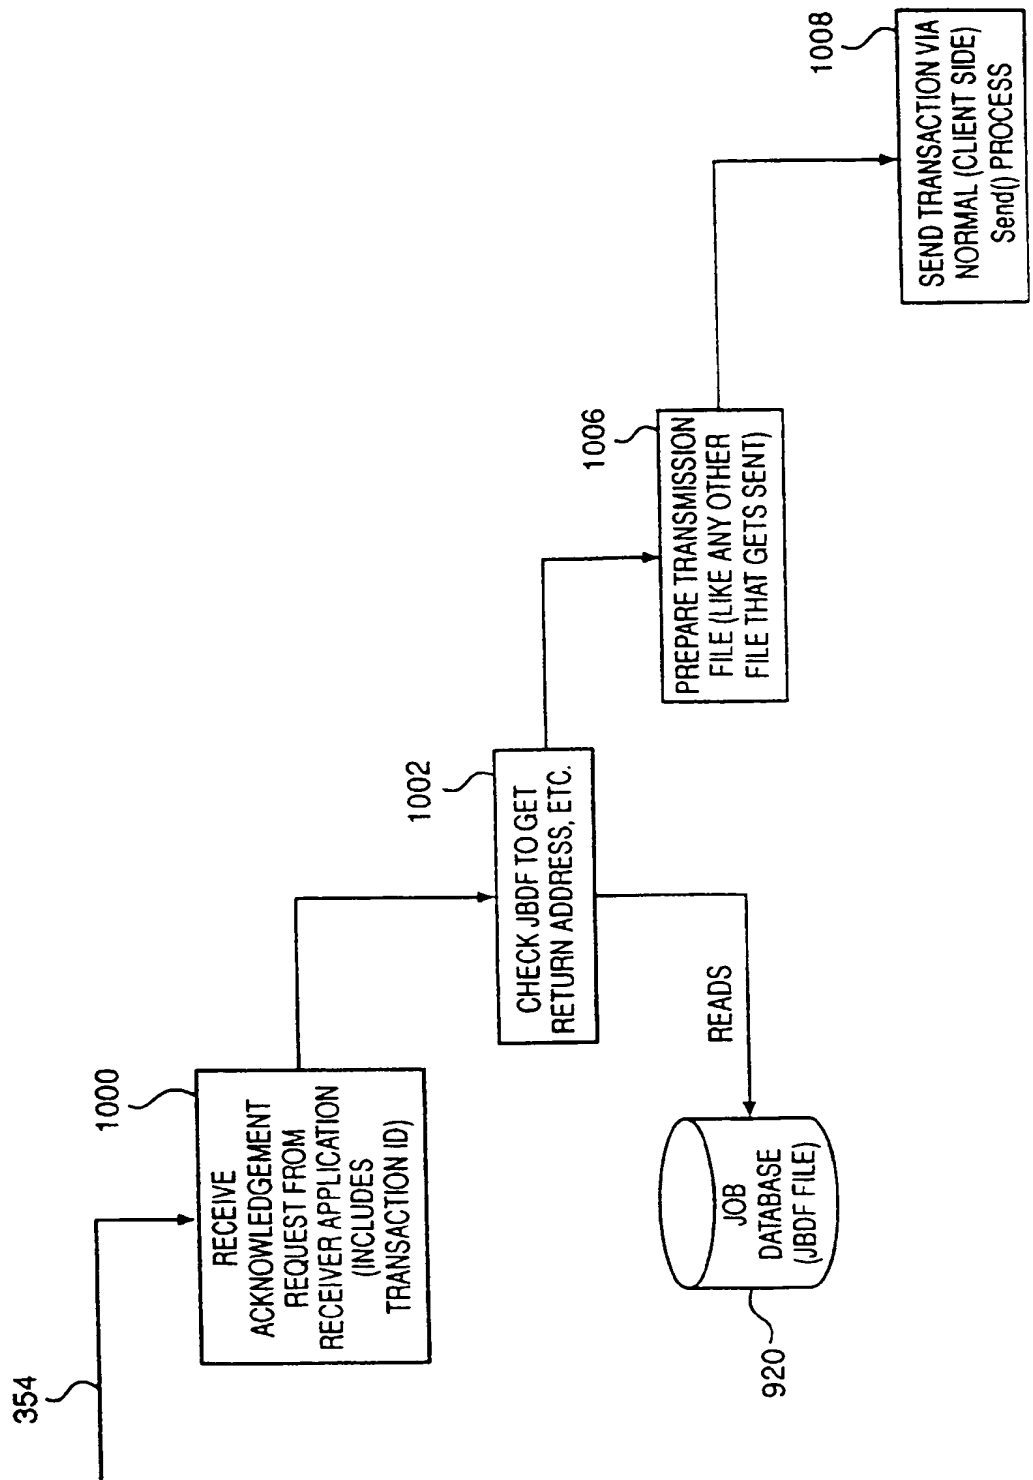 354
1000
RECEIVE
ACKNOWLEDGEMENT
REQUEST FROM
RECEIVER APPLICATION
(INCLUDES
TRANSACTION ID)
1002
CHECK JBDF TO GET
RETURN ADDRESS, ETC.
READS
JOB
DATABASE
(JBDF FILE)
920
1006
PREPARE TRANSMISSION
FILE (LIKE ANY OTHER
FILE THAT GETS SENT)
1008
SEND TRANSACTION VIA
NORMAL (CLIENT SIDE)
Send() PROCESS